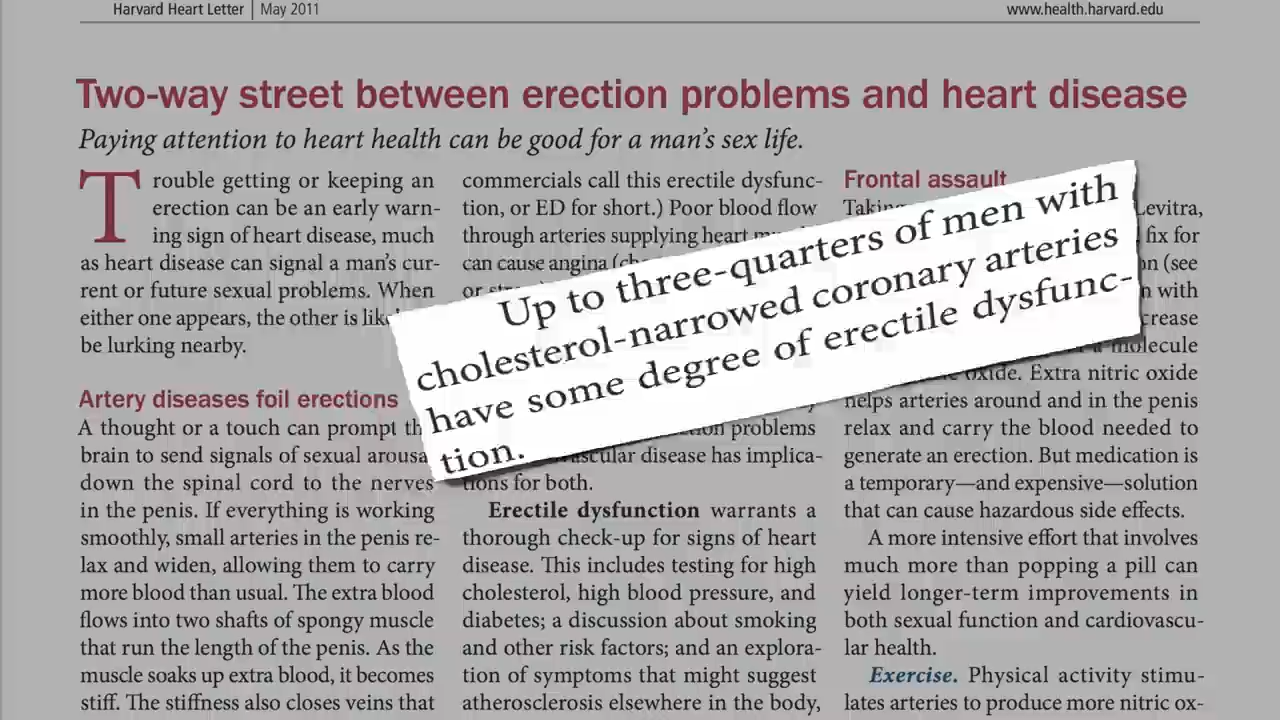 Harvard Heart Letter | May 2011
www.health.harvard.edu
Two-way street between erection problems and heart disease
Paying attention to heart health can be good for a man's sex life.
Trouble getting or keeping an
erection can be an early warn-
ing sign of heart disease, much
as heart disease can signal a man's cur-
rent or future sexual problems. When
either one appears, the other is
be lurking nearby.
Artery diseases foil erections
A thought or a touch can prompt
brain to send signals of sexual
down the spinal cord to the nerves
in the penis. If everything is working
smoothly, small arteries in the penis re-
lax and widen, allowing them to carry
more blood than usual. The extra blood
flows into two shafts of spongy muscle
that run the length of the penis. As the
muscle soaks up extra blood, it becomes
stiff. The stiffness also closes veins that
commercials call this erectile dysfunc-
tion, or ED for short.) Poor blood flow
through arteries supplying heart
can cause angina
or
Up to three-quarters of men with
cholesterol-narrowed coronary arteries
have some degree of erectile dysfunc-
tion.
problems
disease has implica-
tions for both.
Erectile dysfunction warrants a
thorough check-up for signs of heart
disease. This includes testing for high
cholesterol, high blood pressure, and
diabetes; a discussion about smoking
and other risk factors; and an explora-
tion of symptoms that might suggest
atherosclerosis elsewhere in the body,
Frontal assault
Levitra,
fix for
(see
with
molecule
oxide. Extra nitric oxide
helps arteries around and in the penis
relax and carry the blood needed to
generate an erection. But medication is
a temporary—and expensive—solution
that can cause hazardous side effects.
A more intensive effort that involves
much more than popping a pill can
yield longer-term improvements in
both sexual function and cardiovascu-
lar health.
Exercise. Physical activity stimu-
lates arteries to produce more nitric ox-